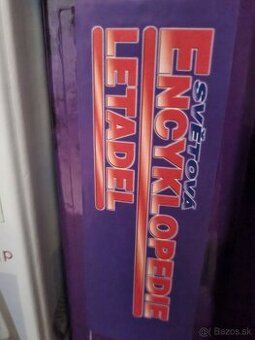 SVĚTOVÁ
ENCYKLOPEDIE
LETADEL
P
Bazos.sk